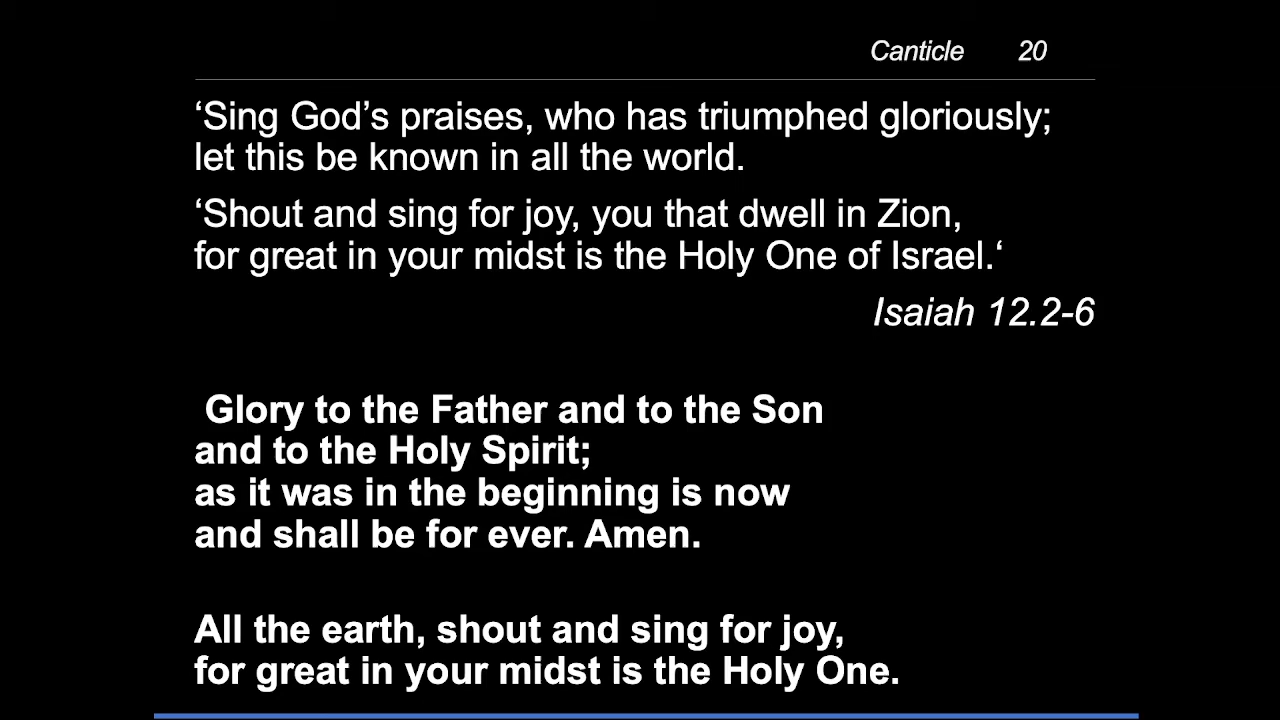 Canticle 20
‘Sing God’s praises, who has triumphed gloriously;
let this be known in all the world.
‘Shout and sing for joy, you that dwell in Zion,
for great in your midst is the Holy One of Israel.‘
Isaiah 12.2-6
Glory to the Father and to the Son
and to the Holy Spirit;
as it was in the beginning is now
and shall be for ever. Amen.
All the earth, shout and sing for joy,
for great in your midst is the Holy One.